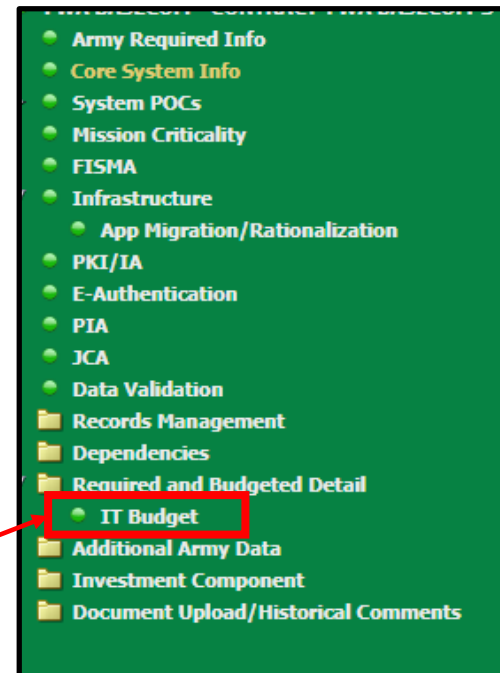 Army Required Info
Core System Info
System POCs
Mission Criticality
FISMA
Infrastructure
App Migration/Rationalization
PKI/IA
E-Authentication
PIA
JCA
Data Validation
Records Management
Dependencies
Required and Budgeted Detail
IT Budget
Additional Army Data
Investment Component
Document Upload/Historical Comments